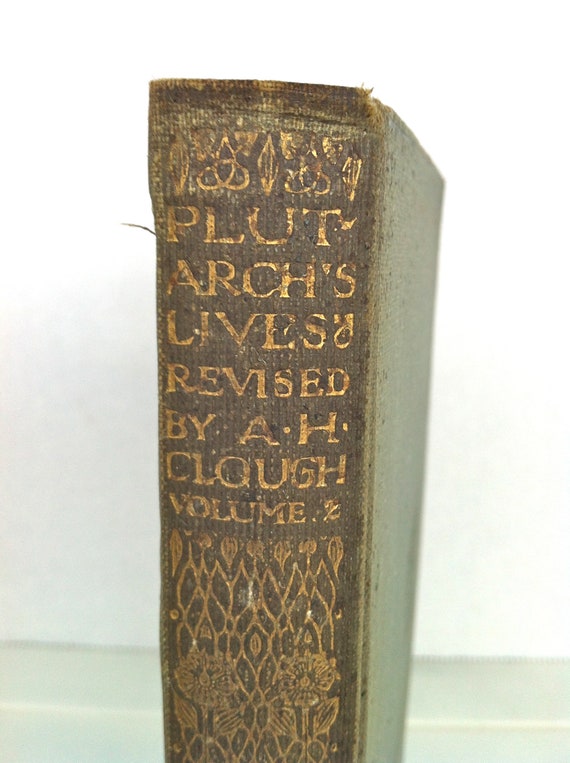 PLUT-
ARCH'S
LIVES
REVISED
BY A·H·
CLOUGH
VOLUME 2